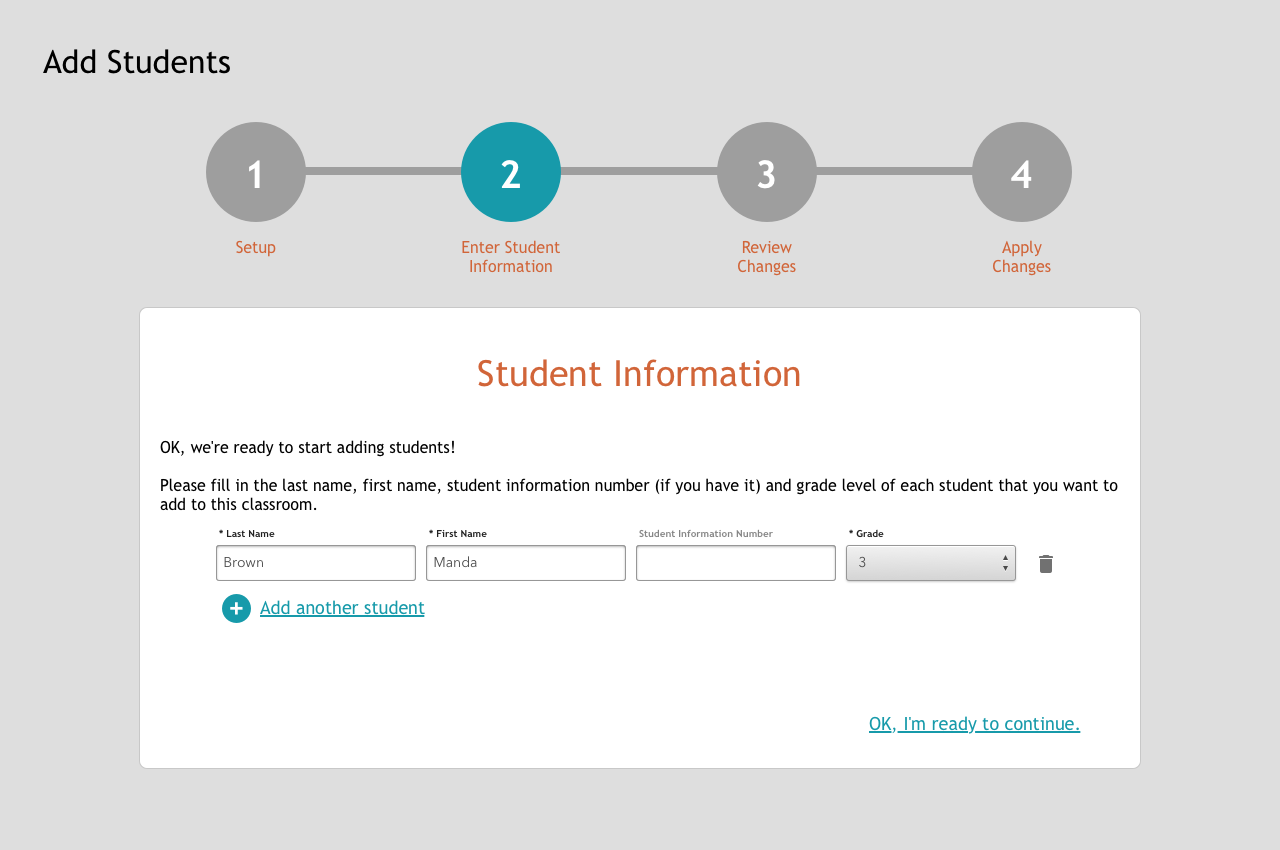 Add Students
1
2
3
4
Setup
Enter Student
Information
Review
Changes
Apply
Changes
Student Information
OK, we're ready to start adding students!
Please fill in the last name, first name, student information number (if you have it) and grade level of each student that you want to
add to this classroom.
* Last Name * First Name Student Information Number * Grade
Brown Manda 3
Add another student
OK, I'm ready to continue.